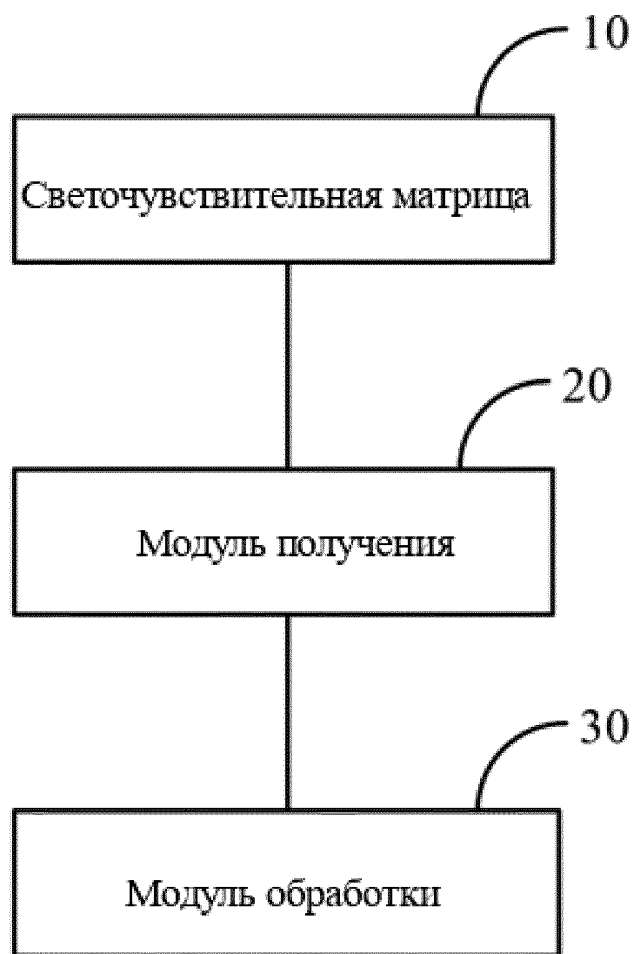 10
Светочувствительная матрица
20
Модуль получения
30
Модуль обработки